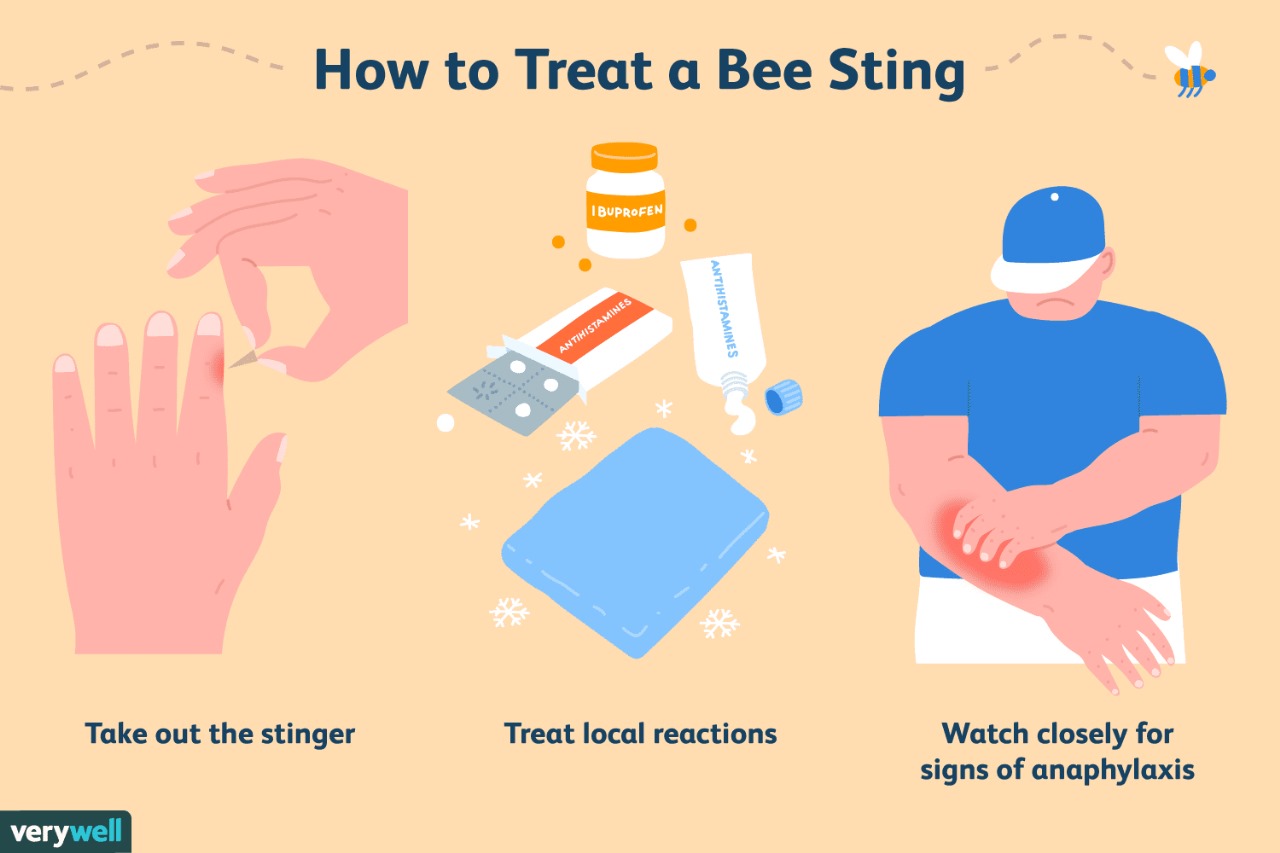 How to Treat a Bee Sting
IBUPROFEN
ANTIHISTAMINES
ANTIHISTAMINES
Take out the stinger
Treat local reactions
Watch closely for
signs of anaphylaxis
verywell